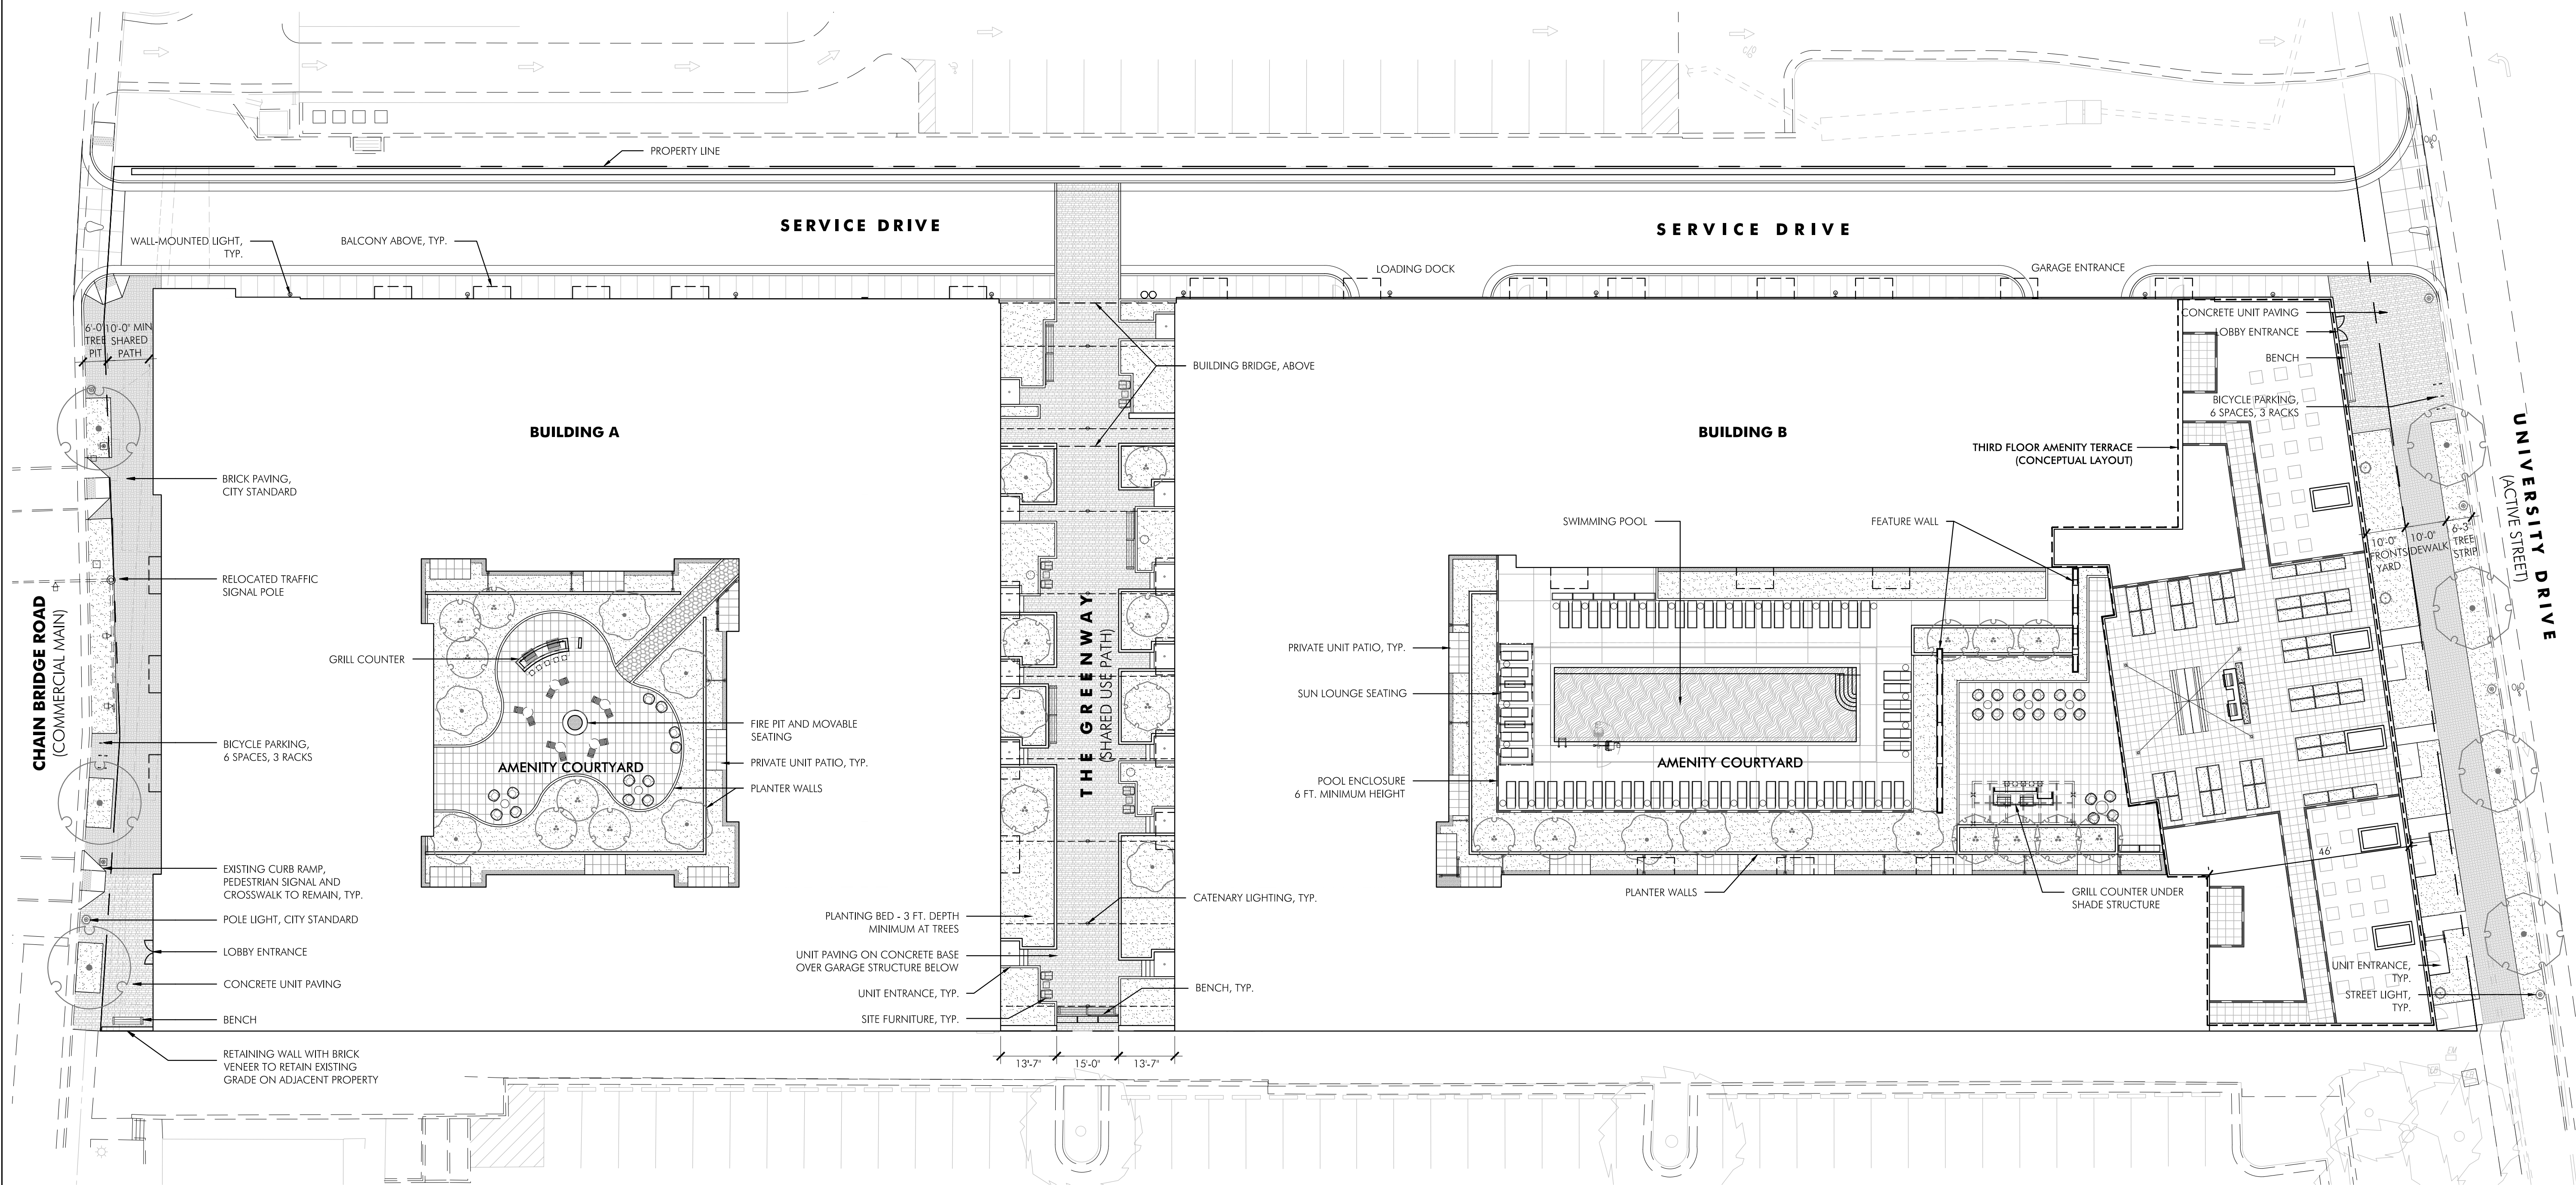 PROPERTY LINE
SERVICE DRIVE
SERVICE DRIVE
WALL-MOUNTED LIGHT,
TYP.
BALCONY ABOVE, TYP.
LOADING DOCK
GARAGE ENTRANCE
6'-0"
TREE
PIT
10'-0" MIN
SHARED
PATH
CONCRETE UNIT PAVING
LOBBY ENTRANCE
BENCH
BUILDING BRIDGE, ABOVE
BICYCLE PARKING,
6 SPACES, 3 RACKS
BUILDING A
BUILDING B
THIRD FLOOR AMENITY TERRACE
(CONCEPTUAL LAYOUT)
UNIVERSITY DRIVE
(ACTIVE STREET)
BRICK PAVING,
CITY STANDARD
SWIMMING POOL
FEATURE WALL
10'-0"
FRONT
YARD
10'-0"
SIDEWALK
6'-3"
TREE
STRIP
RELOCATED TRAFFIC
SIGNAL POLE
CHAIN BRIDGE ROAD
(COMMERCIAL MAIN)
THE GREENWAY
(SHARED USE PATH)
GRILL COUNTER
PRIVATE UNIT PATIO, TYP.
SUN LOUNGE SEATING
FIRE PIT AND MOVABLE
SEATING
BICYCLE PARKING,
6 SPACES, 3 RACKS
AMENITY COURTYARD
PRIVATE UNIT PATIO, TYP.
AMENITY COURTYARD
POOL ENCLOSURE
6 FT. MINIMUM HEIGHT
PLANTER WALLS
46'
EXISTING CURB RAMP,
PEDESTRIAN SIGNAL AND
CROSSWALK TO REMAIN, TYP.
PLANTER WALLS
GRILL COUNTER UNDER
SHADE STRUCTURE
CATENARY LIGHTING, TYP.
POLE LIGHT, CITY STANDARD
PLANTING BED - 3 FT. DEPTH
MINIMUM AT TREES
LOBBY ENTRANCE
UNIT PAVING ON CONCRETE BASE
OVER GARAGE STRUCTURE BELOW
UNIT ENTRANCE,
TYP.
CONCRETE UNIT PAVING
UNIT ENTRANCE, TYP.
BENCH, TYP.
STREET LIGHT,
TYP.
BENCH
SITE FURNITURE, TYP.
RETAINING WALL WITH BRICK
VENEER TO RETAIN EXISTING
GRADE ON ADJACENT PROPERTY
13'-7"
15'-0"
13'-7"